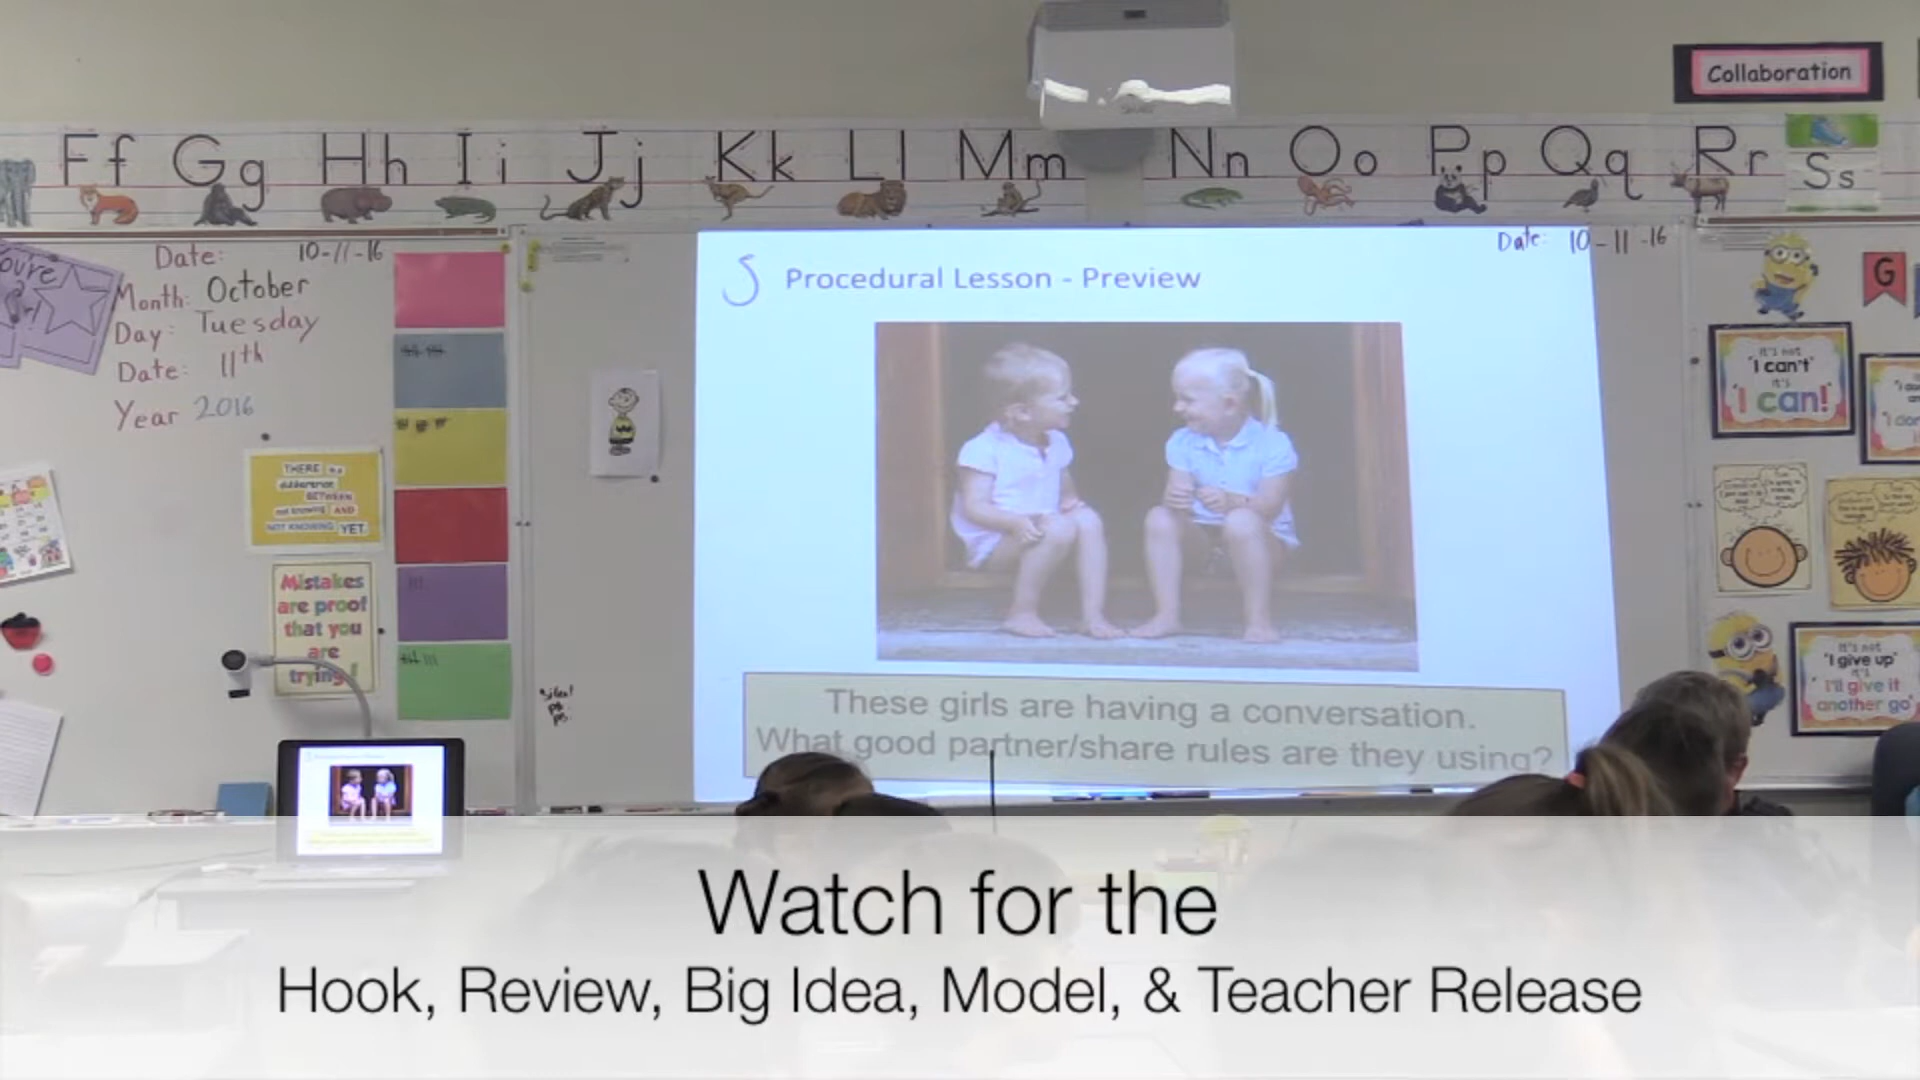 Collaboration
Ff Gg Hh Ii Jj Kk Ll Mm Nn Oo Pp Qq Rr Ss
you're
Date: 10-11-16
Month: October
Day: Tuesday
Date: 11th
Year 2016
THERE is a
difference
BETWEEN
not knowing AND
NOT KNOWING YET.
Mistakes
are proof
that you
are
trying!
Date: 10-11-16
5 Procedural Lesson - Preview
These girls are having a conversation.
What good partner/share rules are they using?
G
It's not
"I can't"
it's
"I can!"
It's not
"I give up"
it's
"I'll give it
another go"
Watch for the
Hook, Review, Big Idea, Model, & Teacher Release